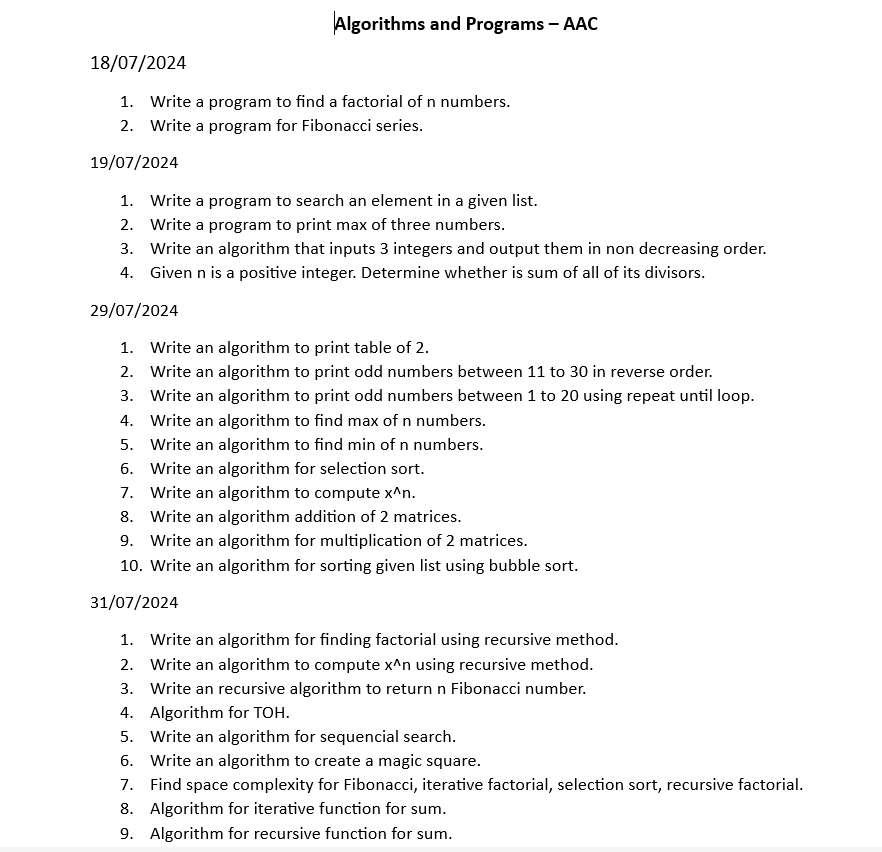 Algorithms and Programs – AAC
18/07/2024
1. Write a program to find a factorial of n numbers.
2. Write a program for Fibonacci series.
19/07/2024
1. Write a program to search an element in a given list.
2. Write a program to print max of three numbers.
3. Write an algorithm that inputs 3 integers and output them in non decreasing order.
4. Given n is a positive integer. Determine whether is sum of all of its divisors.
29/07/2024
1. Write an algorithm to print table of 2.
2. Write an algorithm to print odd numbers between 11 to 30 in reverse order.
3. Write an algorithm to print odd numbers between 1 to 20 using repeat until loop.
4. Write an algorithm to find max of n numbers.
5. Write an algorithm to find min of n numbers.
6. Write an algorithm for selection sort.
7. Write an algorithm to compute x^n.
8. Write an algorithm addition of 2 matrices.
9. Write an algorithm for multiplication of 2 matrices.
10. Write an algorithm for sorting given list using bubble sort.
31/07/2024
1. Write an algorithm for finding factorial using recursive method.
2. Write an algorithm to compute x^n using recursive method.
3. Write an recursive algorithm to return n Fibonacci number.
4. Algorithm for TOH.
5. Write an algorithm for sequencial search.
6. Write an algorithm to create a magic square.
7. Find space complexity for Fibonacci, iterative factorial, selection sort, recursive factorial.
8. Algorithm for iterative function for sum.
9. Algorithm for recursive function for sum.